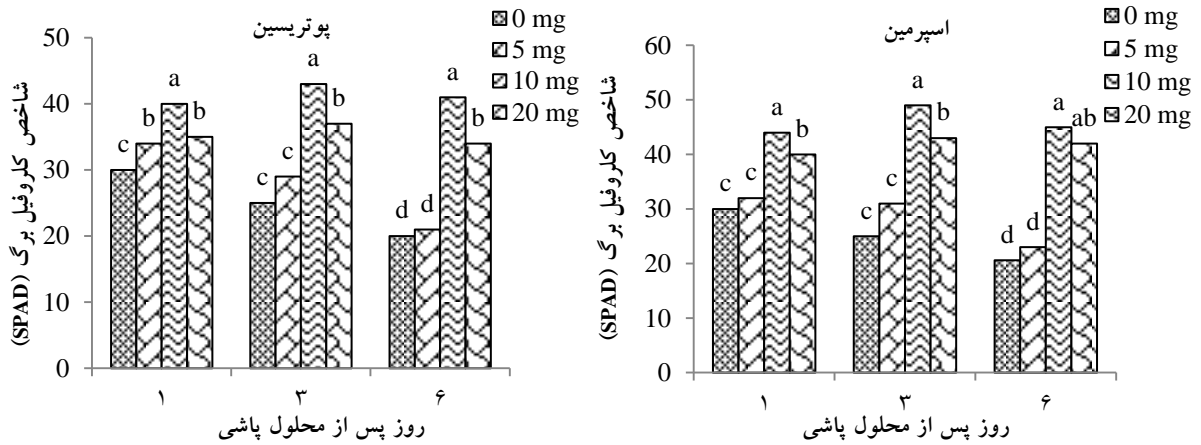 پوتریسین
0 mg
5 mg
10 mg
20 mg
شاخص کلروفیل برگ (SPAD)
50
40
30
20
10
0
c b a b
c c a b
d d a b
۱ ۳ ۶
روز پس از محلول پاشی
اسپرمین
0 mg
5 mg
10 mg
20 mg
شاخص کلروفیل برگ (SPAD)
60
50
40
30
20
10
0
c c a b
c c a b
d d a ab
۱ ۳ ۶
روز پس از محلول پاشی